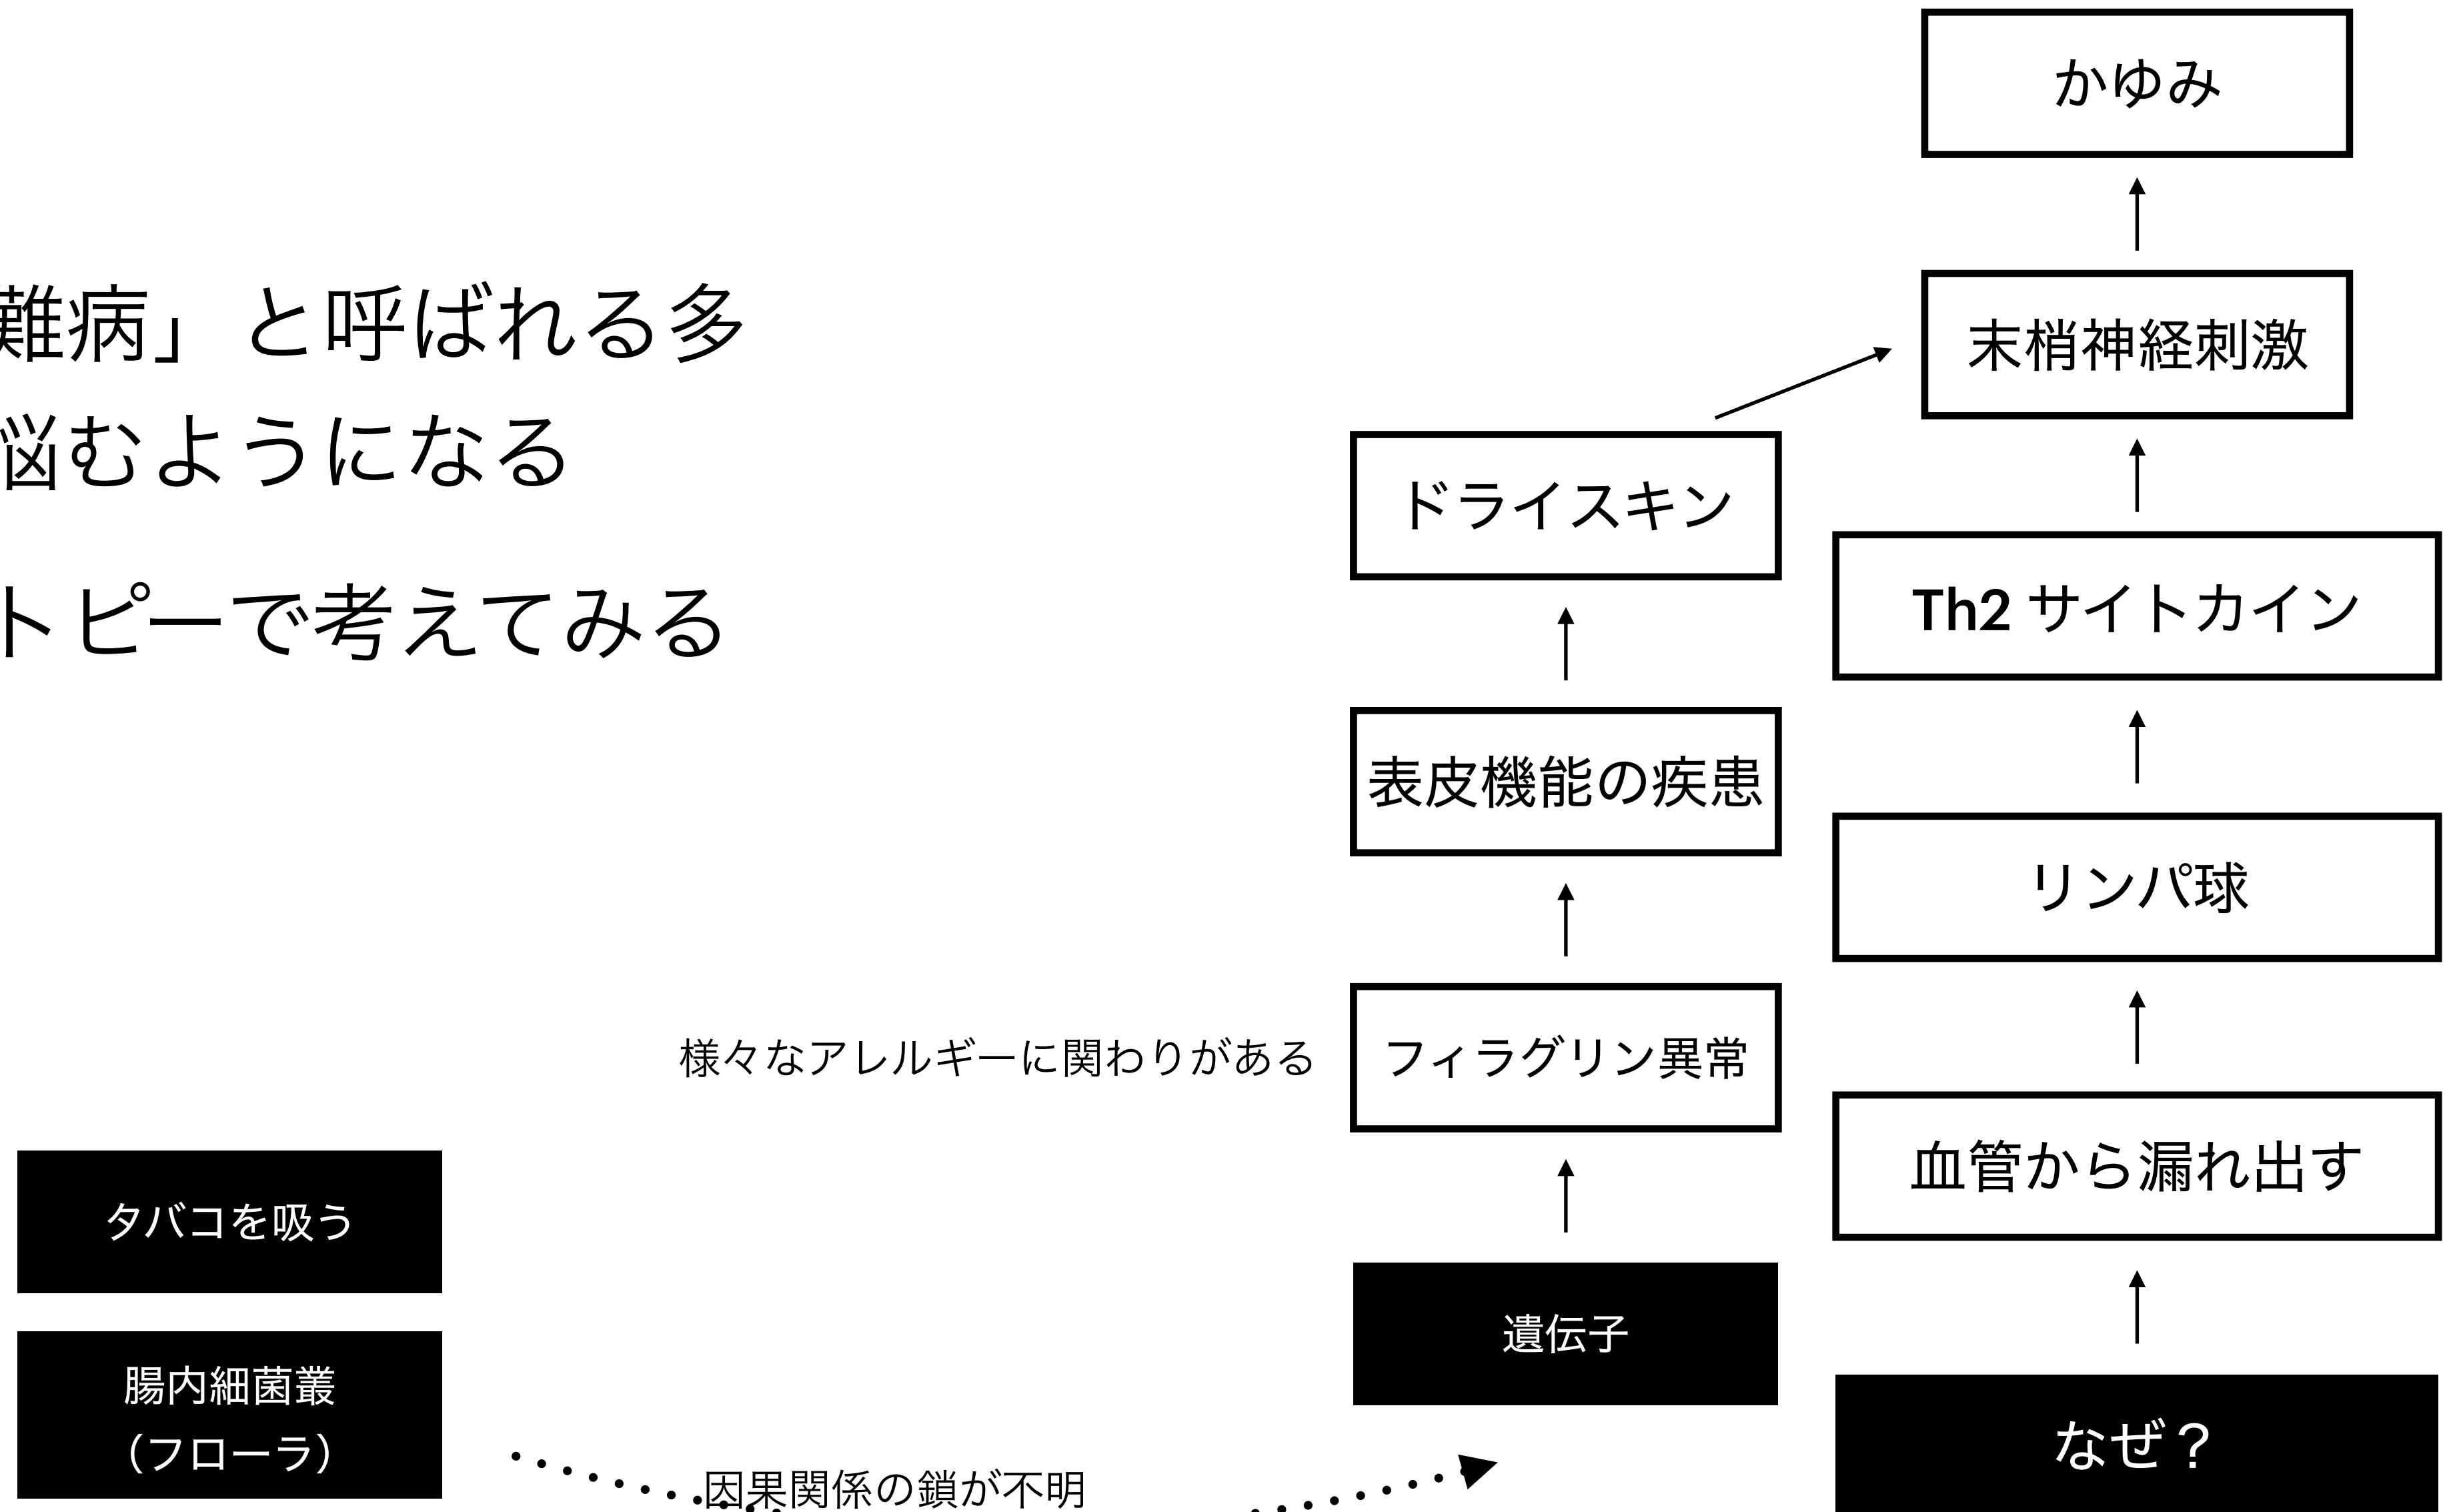 難病」と呼ばれる多
悩むようになる
トピーで考えてみる
かゆみ
末梢神経刺激
ドライスキン
Th2 サイトカイン
表皮機能の疾患
リンパ球
様々なアレルギーに関わりがある
フィラグリン異常
血管から漏れ出す
タバコを吸う
遺伝子
腸内細菌叢
（フローラ）
なぜ？
因果関係の鎖が不明